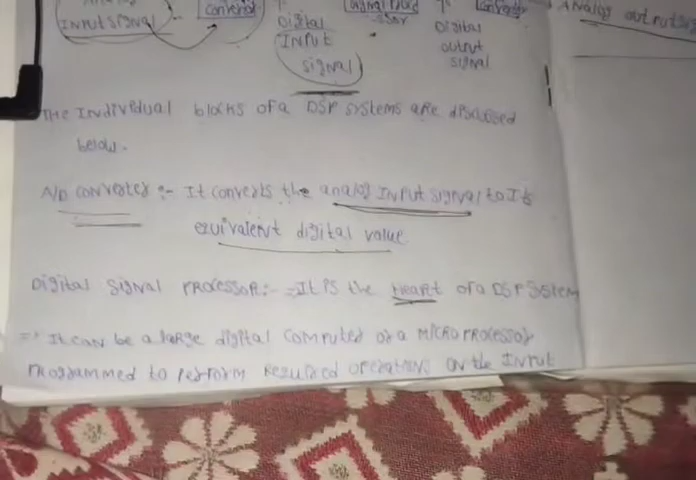 Analog
INPUT signal
Converter
Digital
INPUT
signal
Digital
output
signal
Converter
Analog output
The Individual blocks of a DSP systems are discussed
below.
A/D converter :- It converts the analog INPUT signal to Its
equivalent digital value
Digital signal processor:- =It is the Heart of a DSP system
=> It can be a large digital computer or a MICROPROCESSOR
programmed to perform required operations on the INPUT